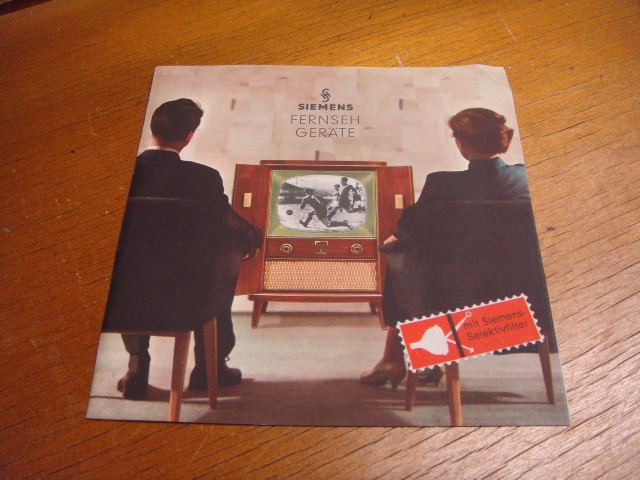 SIEMENS
FERNSEH
GERÄTE
mit Siemens-
Selektivfilter